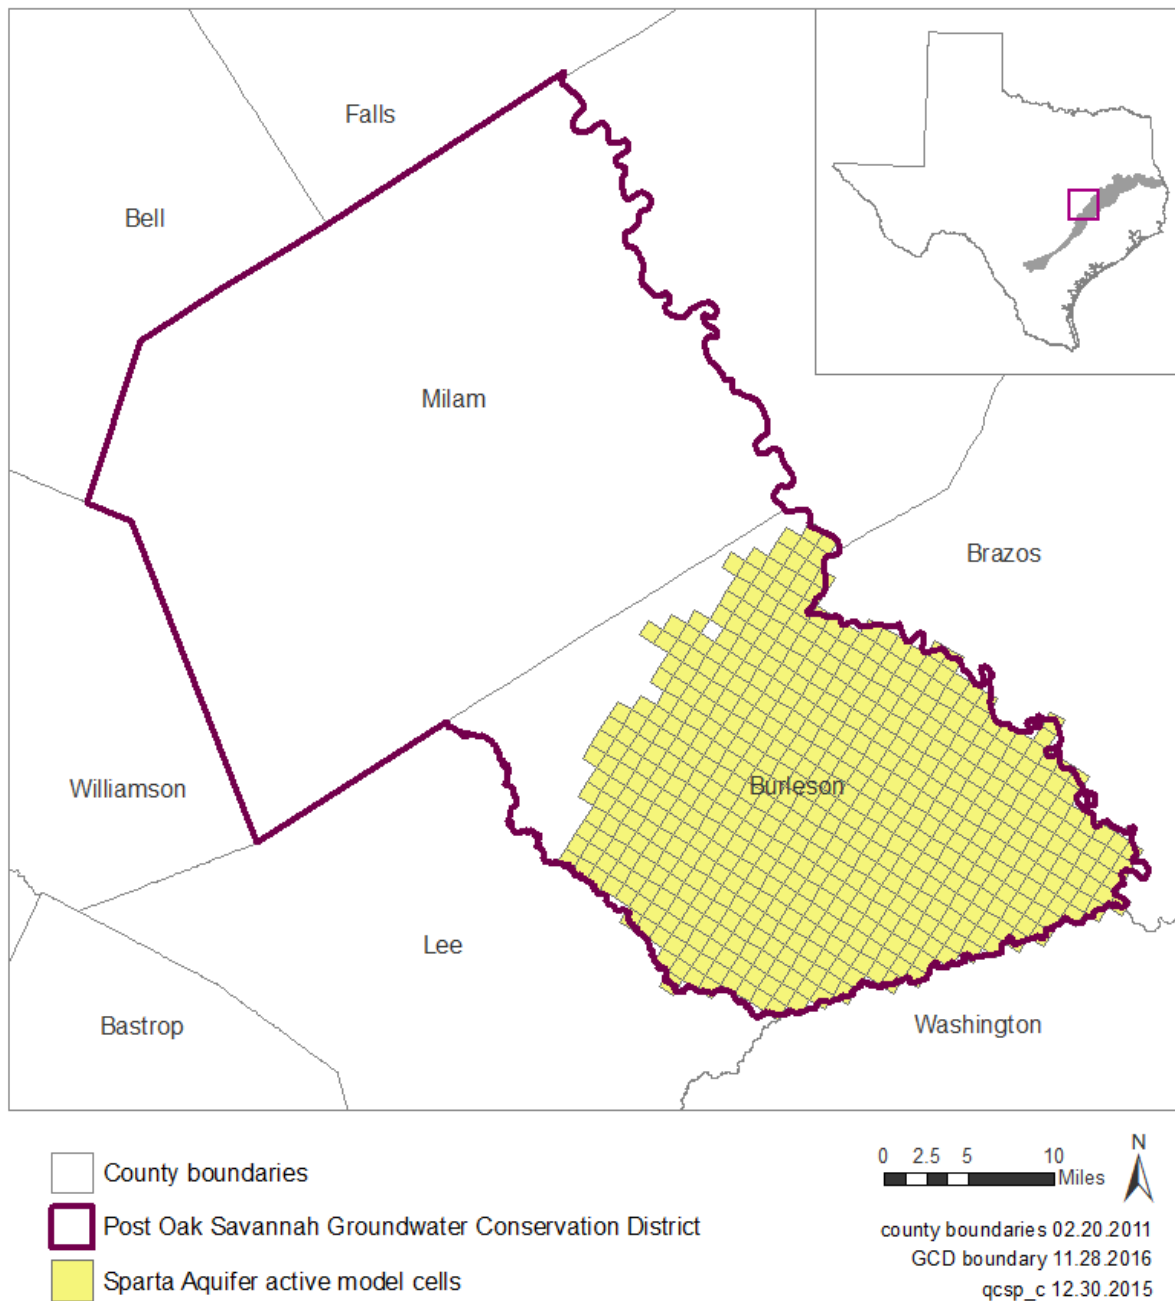 Falls
Bell
Milam
Brazos
Williamson
Burleson
Lee
Bastrop
Washington
County boundaries
Post Oak Savannah Groundwater Conservation District
Sparta Aquifer active model cells
0 2.5 5 10
Miles
N
county boundaries 02.20.2011
GCD boundary 11.28.2016
qcsp_c 12.30.2015